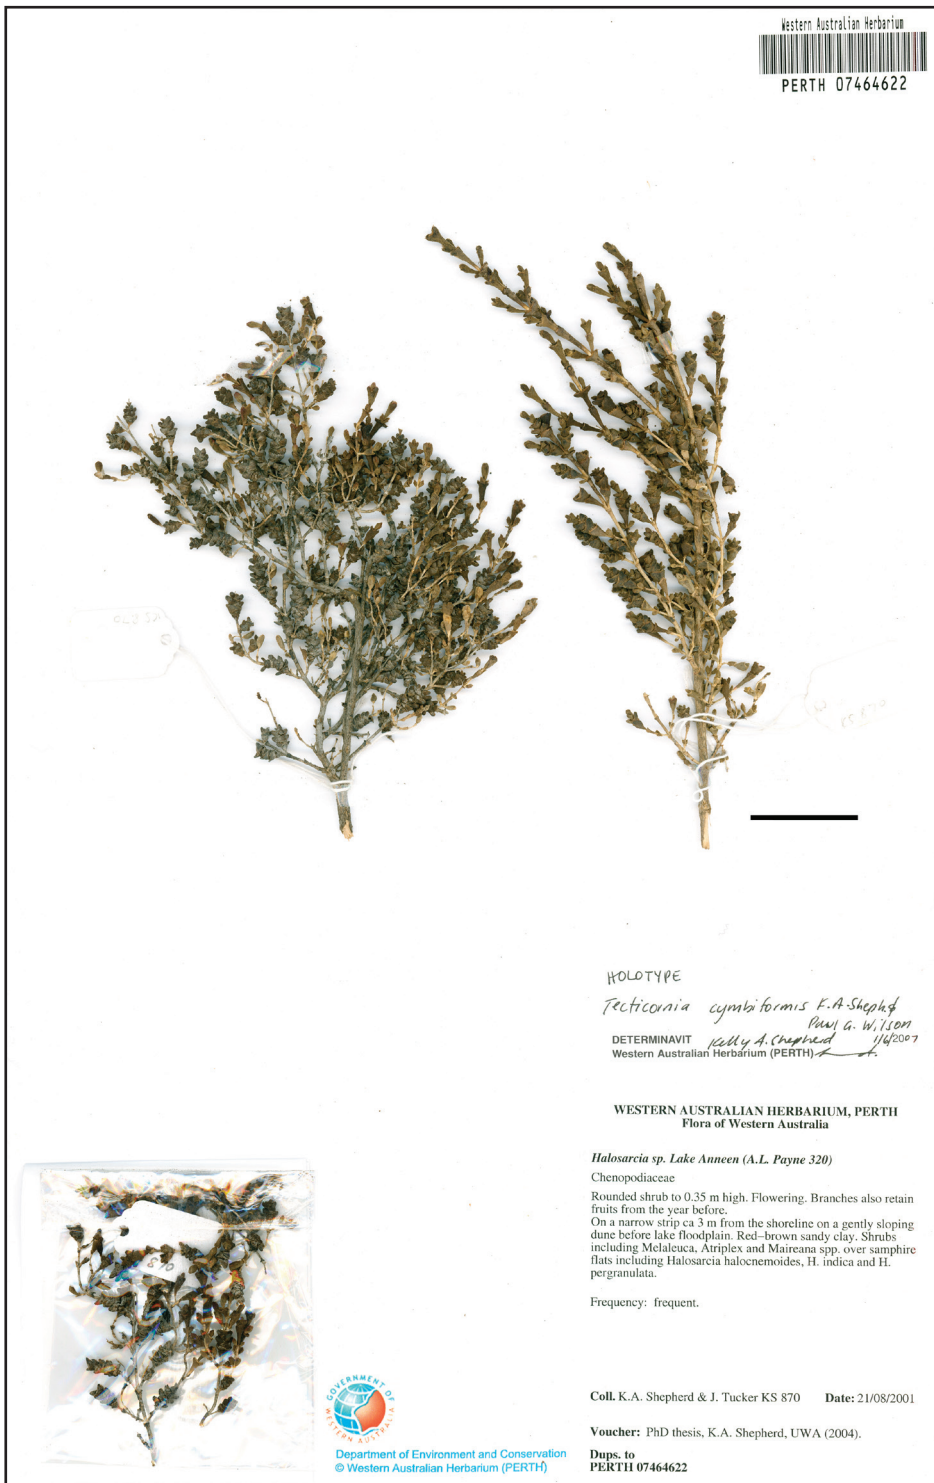 Western Australian Herbarium
PERTH 07464622
HOLOTYPE
Tecticornia cymbiformis K.A. Sheph. &
Paul G. Wilson
DETERMINAVIT Kelly A. Shepherd 1/6/2007
Western Australian Herbarium (PERTH)
WESTERN AUSTRALIAN HERBARIUM, PERTH
Flora of Western Australia
Halosarcia sp. Lake Anneen (A.L. Payne 320)
Chenopodiaceae
Rounded shrub to 0.35 m high. Flowering. Branches also retain
fruits from the year before.
On a narrow strip ca 3 m from the shoreline on a gently sloping
dune before lake floodplain. Red–brown sandy clay. Shrubs
including Melaleuca, Atriplex and Maireana spp. over samphire
flats including Halosarcia halocnemoides, H. indica and H.
pergranulata.
Frequency: frequent.
Coll. K.A. Shepherd & J. Tucker KS 870 Date: 21/08/2001
Voucher: PhD thesis, K.A. Shepherd, UWA (2004).
Dups. to
PERTH 07464622
GOVERNMENT OF
WESTERN AUSTRALIA
Department of Environment and Conservation
© Western Australian Herbarium (PERTH)
870